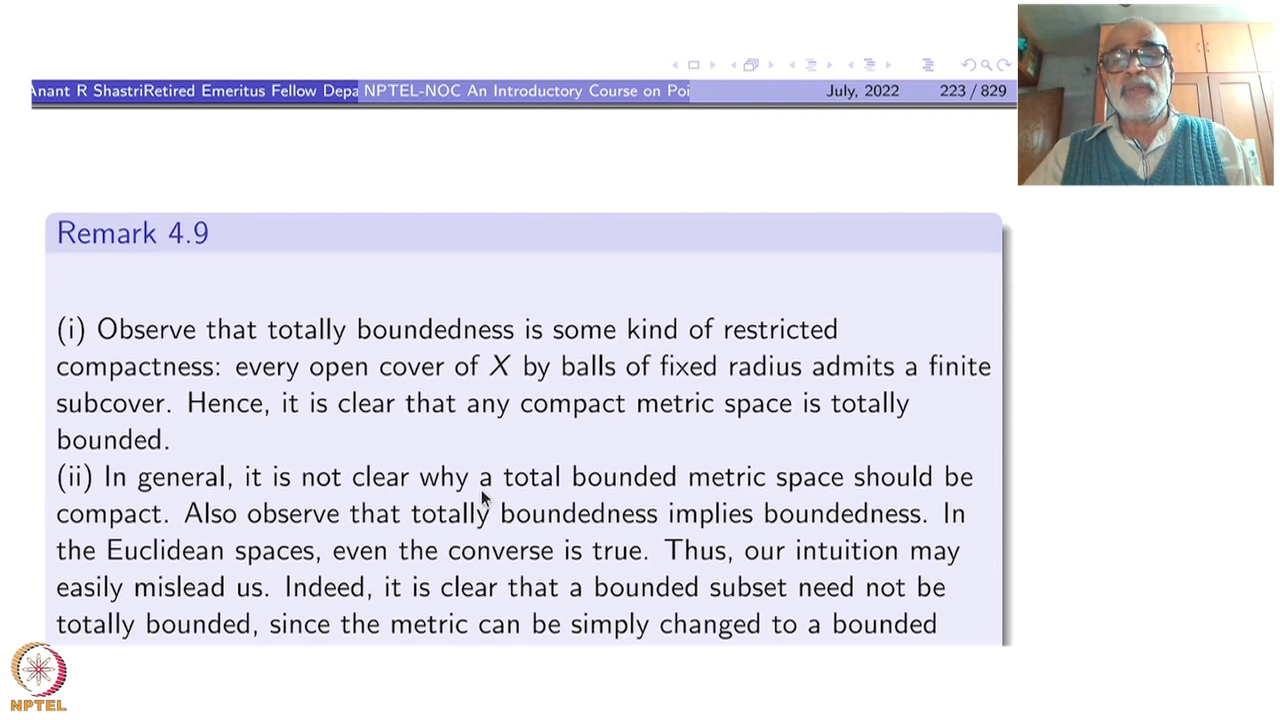 Anant R ShastriRetired Emeritus Fellow Depa NPTEL-NOC An Introductory Course on Poi July, 2022 223 / 829
Remark 4.9
(i) Observe that totally boundedness is some kind of restricted
compactness: every open cover of X by balls of fixed radius admits a finite
subcover. Hence, it is clear that any compact metric space is totally
bounded.
(ii) In general, it is not clear why a total bounded metric space should be
compact. Also observe that totally boundedness implies boundedness. In
the Euclidean spaces, even the converse is true. Thus, our intuition may
easily mislead us. Indeed, it is clear that a bounded subset need not be
totally bounded, since the metric can be simply changed to a bounded
NPTEL